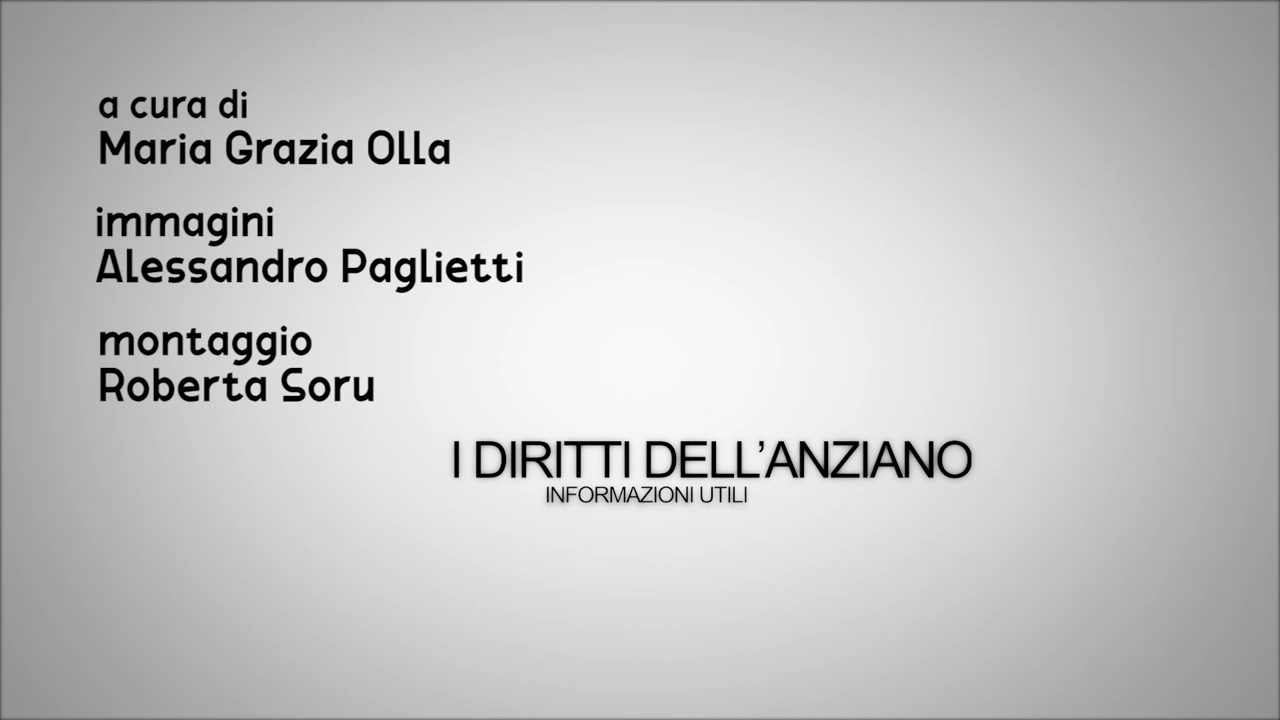 a cura di
Maria Grazia Olla
immagini
Alessandro Paglietti
montaggio
Roberta Soru
I DIRITTI DELL’ANZIANO
INFORMAZIONI UTILI